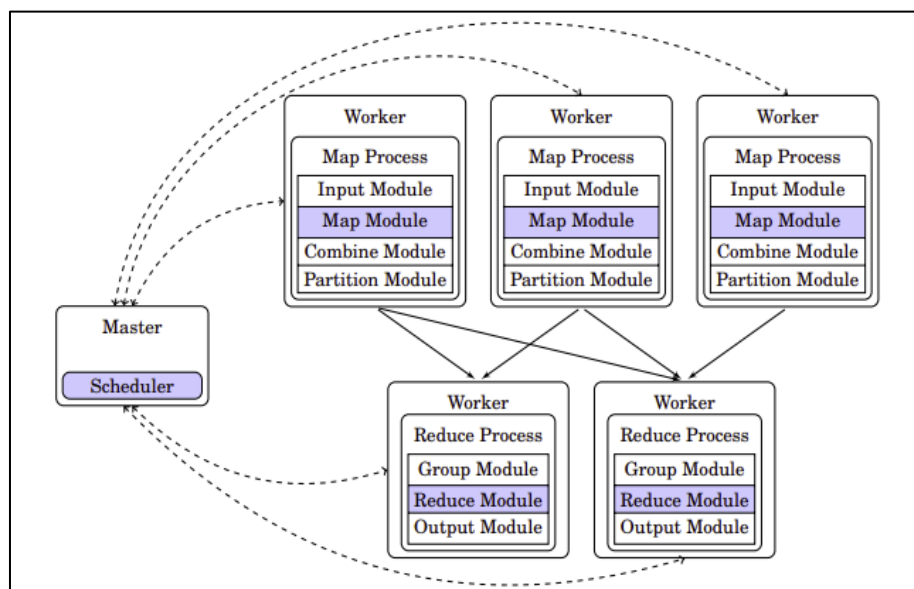 Worker
Map Process
Input Module
Map Module
Combine Module
Partition Module
Worker
Map Process
Input Module
Map Module
Combine Module
Partition Module
Worker
Map Process
Input Module
Map Module
Combine Module
Partition Module
Master
Scheduler
Worker
Reduce Process
Group Module
Reduce Module
Output Module
Worker
Reduce Process
Group Module
Reduce Module
Output Module